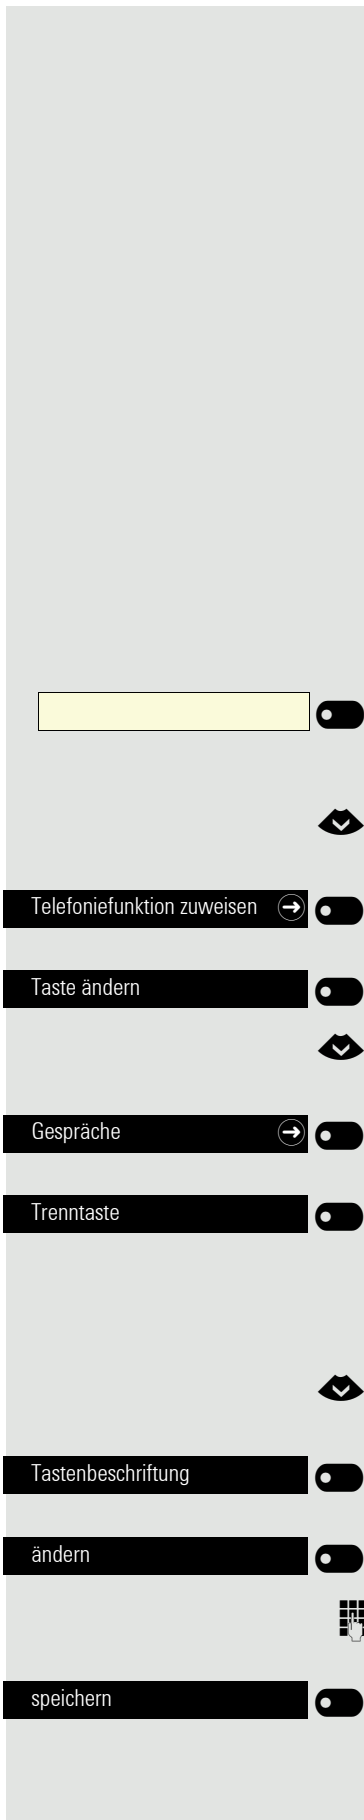 Telefoniefunktion zuweisen
Taste ändern
Gespräche
Trenntaste
Tastenbeschriftung
ändern
speichern